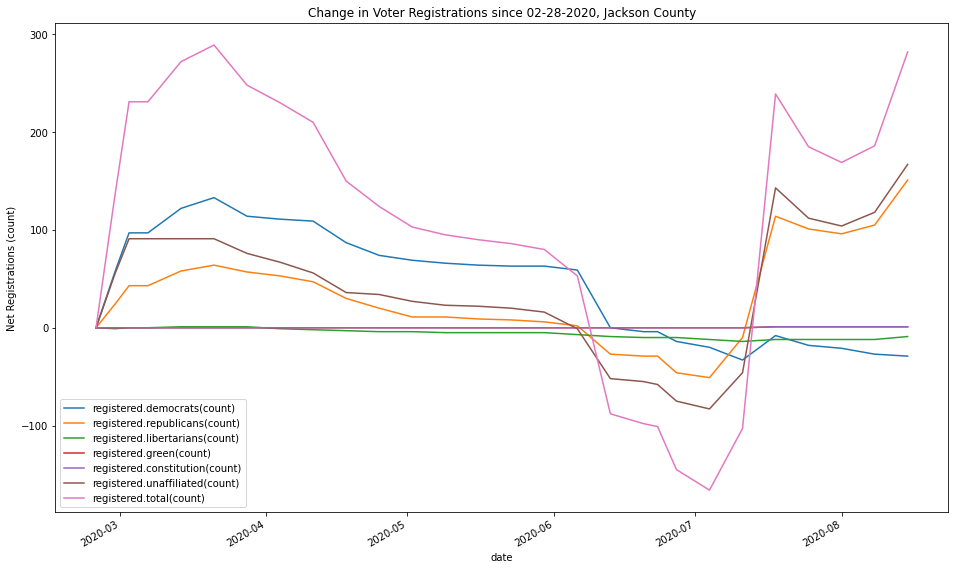 Change in Voter Registrations since 02-28-2020, Jackson County
Net Registrations (count)
300
200
100
0
−100
registered.democrats(count)
registered.republicans(count)
registered.libertarians(count)
registered.green(count)
registered.constitution(count)
registered.unaffiliated(count)
registered.total(count)
2020-03
2020-04
2020-05
2020-06
2020-07
2020-08
date